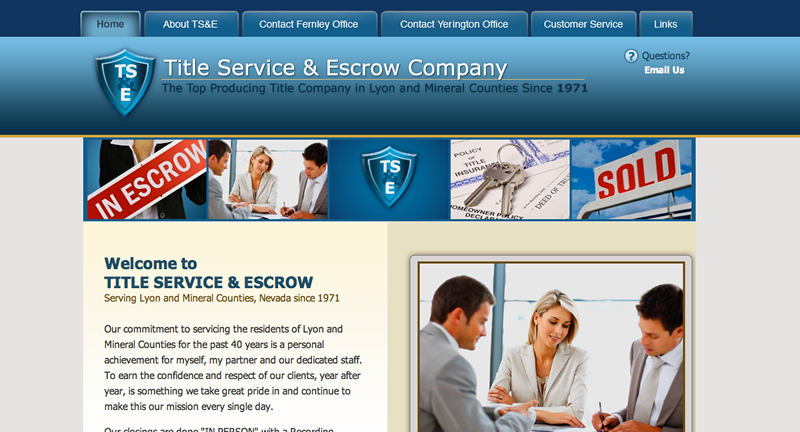 Home
About TS&E
Contact Fernley Office
Contact Yerington Office
Customer Service
Links
TS
E
Title Service & Escrow Company
The Top Producing Title Company in Lyon and Mineral Counties Since 1971
Questions?
Email Us
IN ESCROW
TS
E
POLICY
OF
TITLE
INSURANCE
DEED OF TRUST
HOMEOWNER POLICY
SOLD
Welcome to
TITLE SERVICE & ESCROW
Serving Lyon and Mineral Counties, Nevada since 1971
Our commitment to servicing the residents of Lyon and
Mineral Counties for the past 40 years is a personal
achievement for myself, my partner and our dedicated staff.
To earn the confidence and respect of our clients, year after
year, is something we take great pride in and continue to
make this our mission every single day.
Our closings are done "IN PERSON" with a Recording